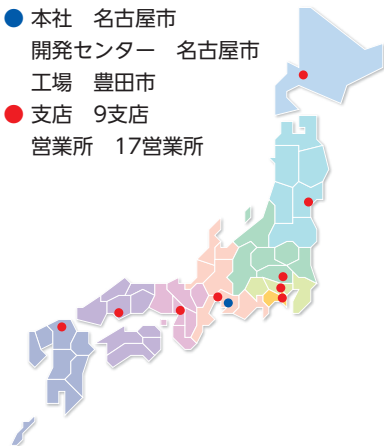 本社　名古屋市
開発センター　名古屋市
工場　豊田市
支店　9支店
営業所　17営業所